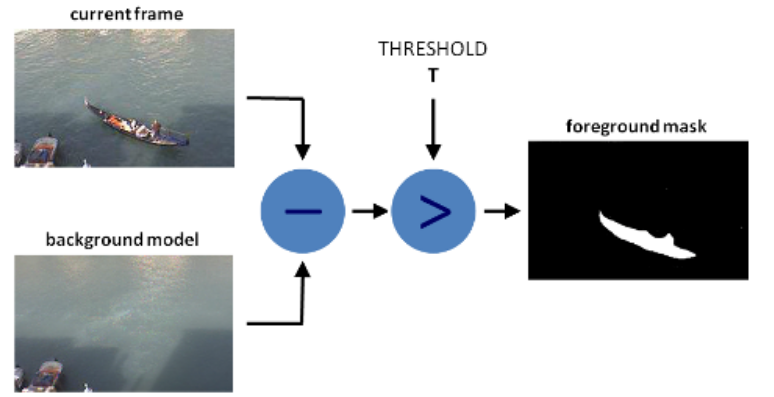 current frame
THRESHOLD
T
foreground mask
−
>
background model